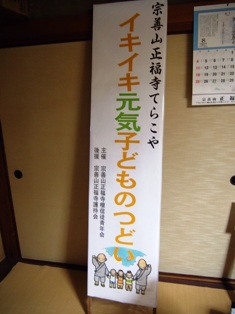 宗善山正福寺てらこや
イキイキ元気子どものつどい
主催　宗善山正福寺檀信徒青年会
後援　宗善山正福寺護持会